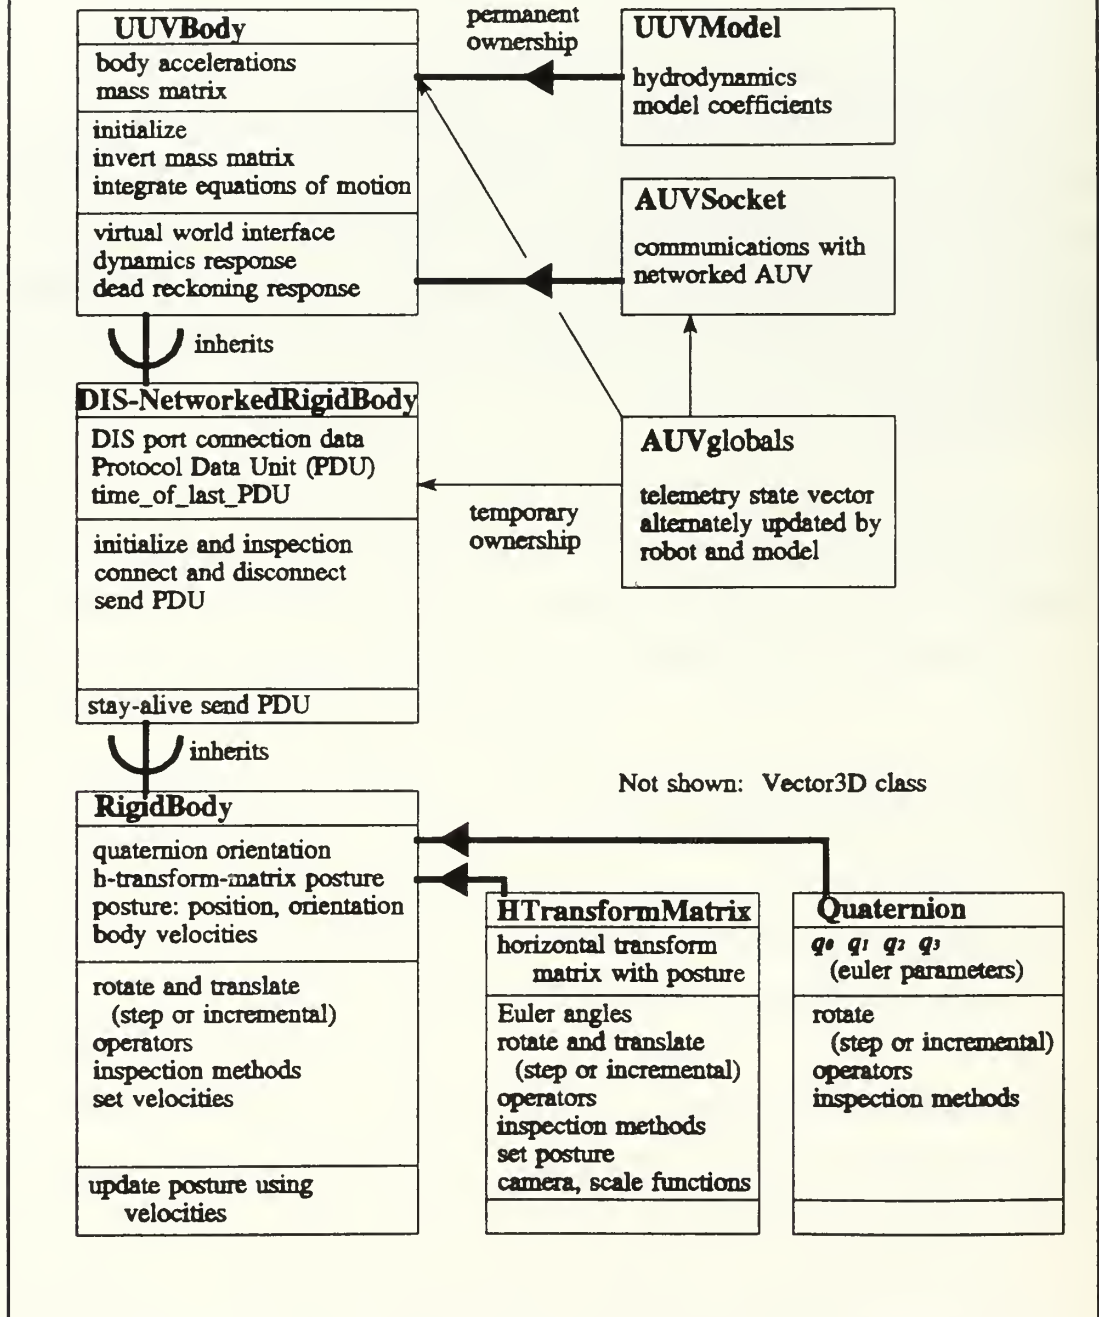 UUVBody
body accelerations
mass matrix
initialize
invert mass matrix
integrate equations of motion
virtual world interface
dynamics response
dead reckoning response
permanent
ownership
UUVModel
hydrodynamics
model coefficients
AUVSocket
communications with
networked AUV
inherits
DIS-NetworkedRigidBody
DIS port connection data
Protocol Data Unit (PDU)
time_of_last_PDU
initialize and inspection
connect and disconnect
send PDU
stay-alive send PDU
temporary
ownership
AUVglobals
telemetry state vector
alternately updated by
robot and model
inherits
Not shown: Vector3D class
RigidBody
quaternion orientation
h-transform-matrix posture
posture: position, orientation
body velocities
rotate and translate
(step or incremental)
operators
inspection methods
set velocities
update posture using
velocities
HTransformMatrix
horizontal transform
matrix with posture
Euler angles
rotate and translate
(step or incremental)
operators
inspection methods
set posture
camera, scale functions
Quaternion
q0 q1 q2 q3
(euler parameters)
rotate
(step or incremental)
operators
inspection methods